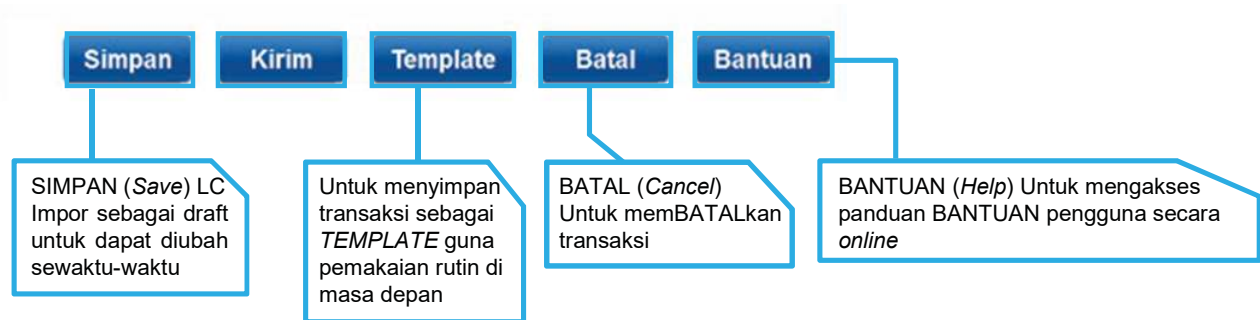 Simpan
Kirim
Template
Batal
Bantuan
SIMPAN (Save) LC
Impor sebagai draft
untuk dapat diubah
sewaktu-waktu
Untuk menyimpan
transaksi sebagai
TEMPLATE guna
pemakaian rutin di
masa depan
BATAL (Cancel)
Untuk memBATALkan
transaksi
BANTUAN (Help) Untuk mengakses
panduan BANTUAN pengguna secara
online